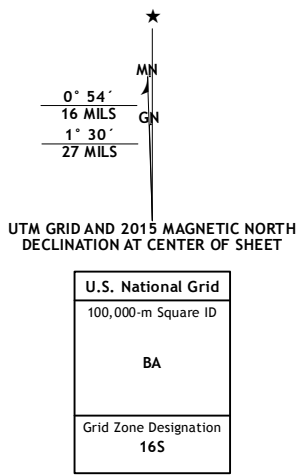 ★
MN
0° 54´
16 MILS
GN
1° 30´
27 MILS
UTM GRID AND 2015 MAGNETIC NORTH
DECLINATION AT CENTER OF SHEET
U.S. National Grid
100,000-m Square ID
BA
Grid Zone Designation
16S